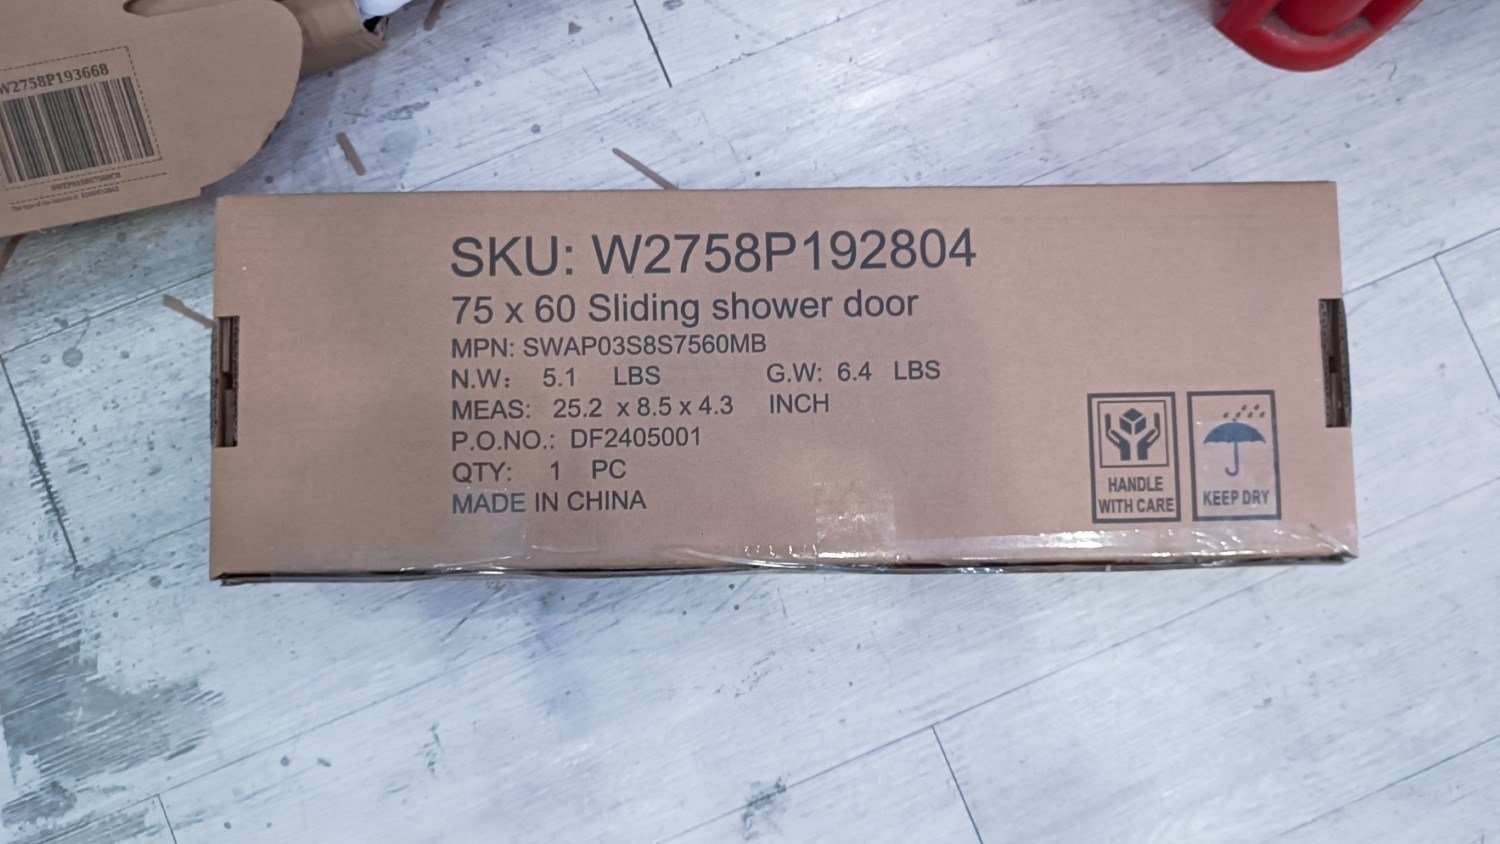 W2758P193668
SKU: W2758P192804
75 x 60 Sliding shower door
MPN: SWAP03S8S7560MB
N.W: 5.1 LBS G.W: 6.4 LBS
MEAS: 25.2 x 8.5 x 4.3 INCH
P.O.NO.: DF2405001
QTY: 1 PC
MADE IN CHINA
HANDLE
WITH CARE
KEEP DRY